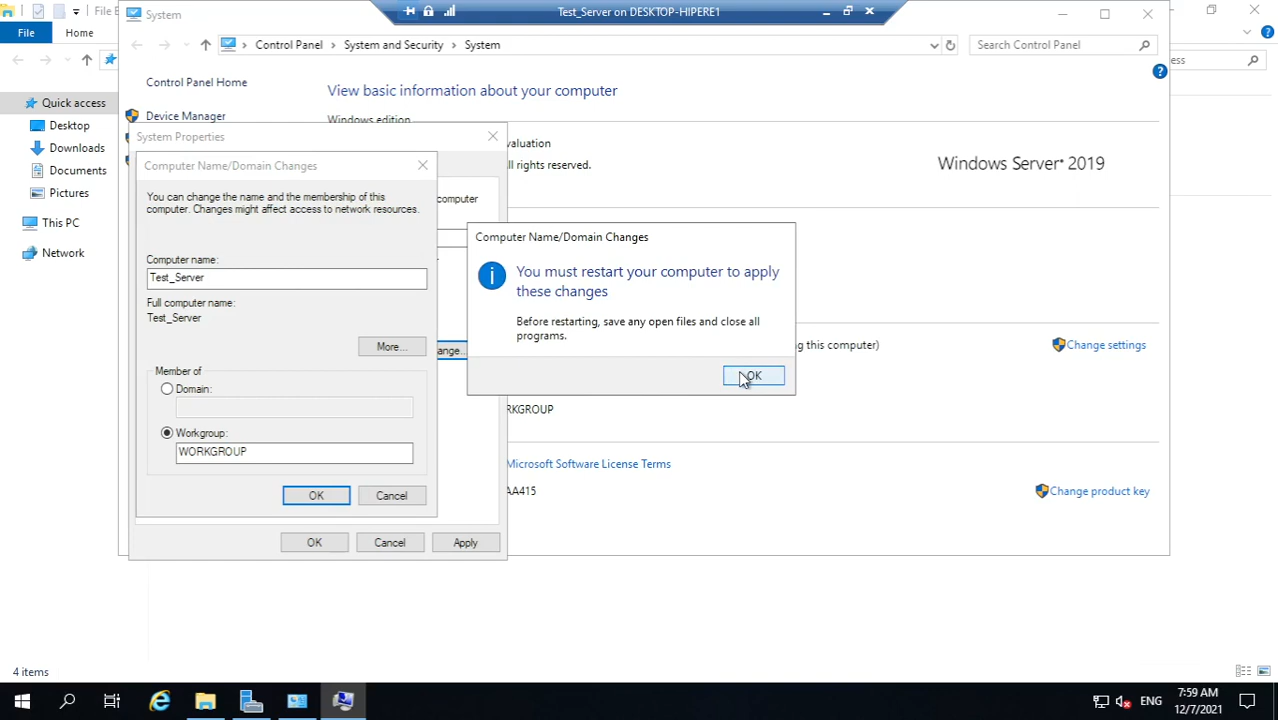 System
Test_Server on DESKTOP-HIPERE1
File
Home
Control Panel > System and Security > System
Search Control Panel
Control Panel Home
View basic information about your computer
Quick access
Desktop
Downloads
Documents
Pictures
This PC
Network
Device Manager
Windows edition
All rights reserved.
Windows Server 2019
System Properties
computer
Computer Name/Domain Changes
You can change the name and the membership of this
computer. Changes might affect access to network resources.
Computer name:
Test_Server
Full computer name:
Test_Server
More...
Member of
Domain:
Workgroup:
WORKGROUP
OK
Cancel
OK
Cancel
Apply
Computer Name/Domain Changes
You must restart your computer to apply
these changes
Before restarting, save any open files and close all
programs.
OK
this computer)
Change settings
RKGROUP
Microsoft Software License Terms
AA415
Change product key
4 items
ENG
7:59 AM
12/7/2021